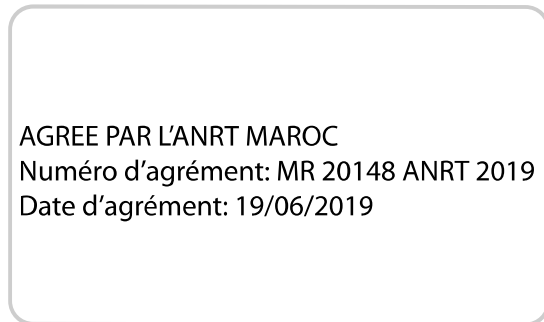 AGREE PAR L’ANRT MAROC
Numéro d’agrément: MR 20148 ANRT 2019
Date d’agrément: 19/06/2019